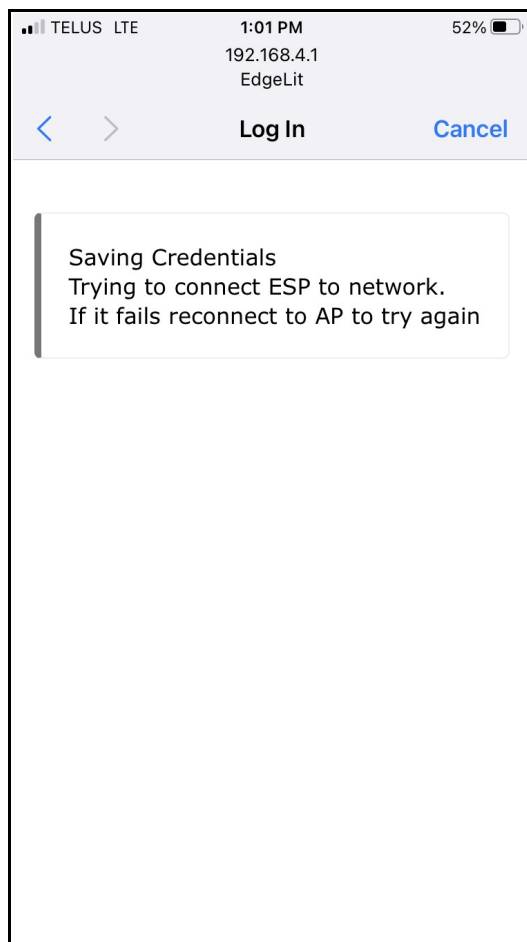 TELUS LTE 1:01 PM 52%
192.168.4.1
EdgeLit
Log In Cancel
Saving Credentials
Trying to connect ESP to network.
If it fails reconnect to AP to try again